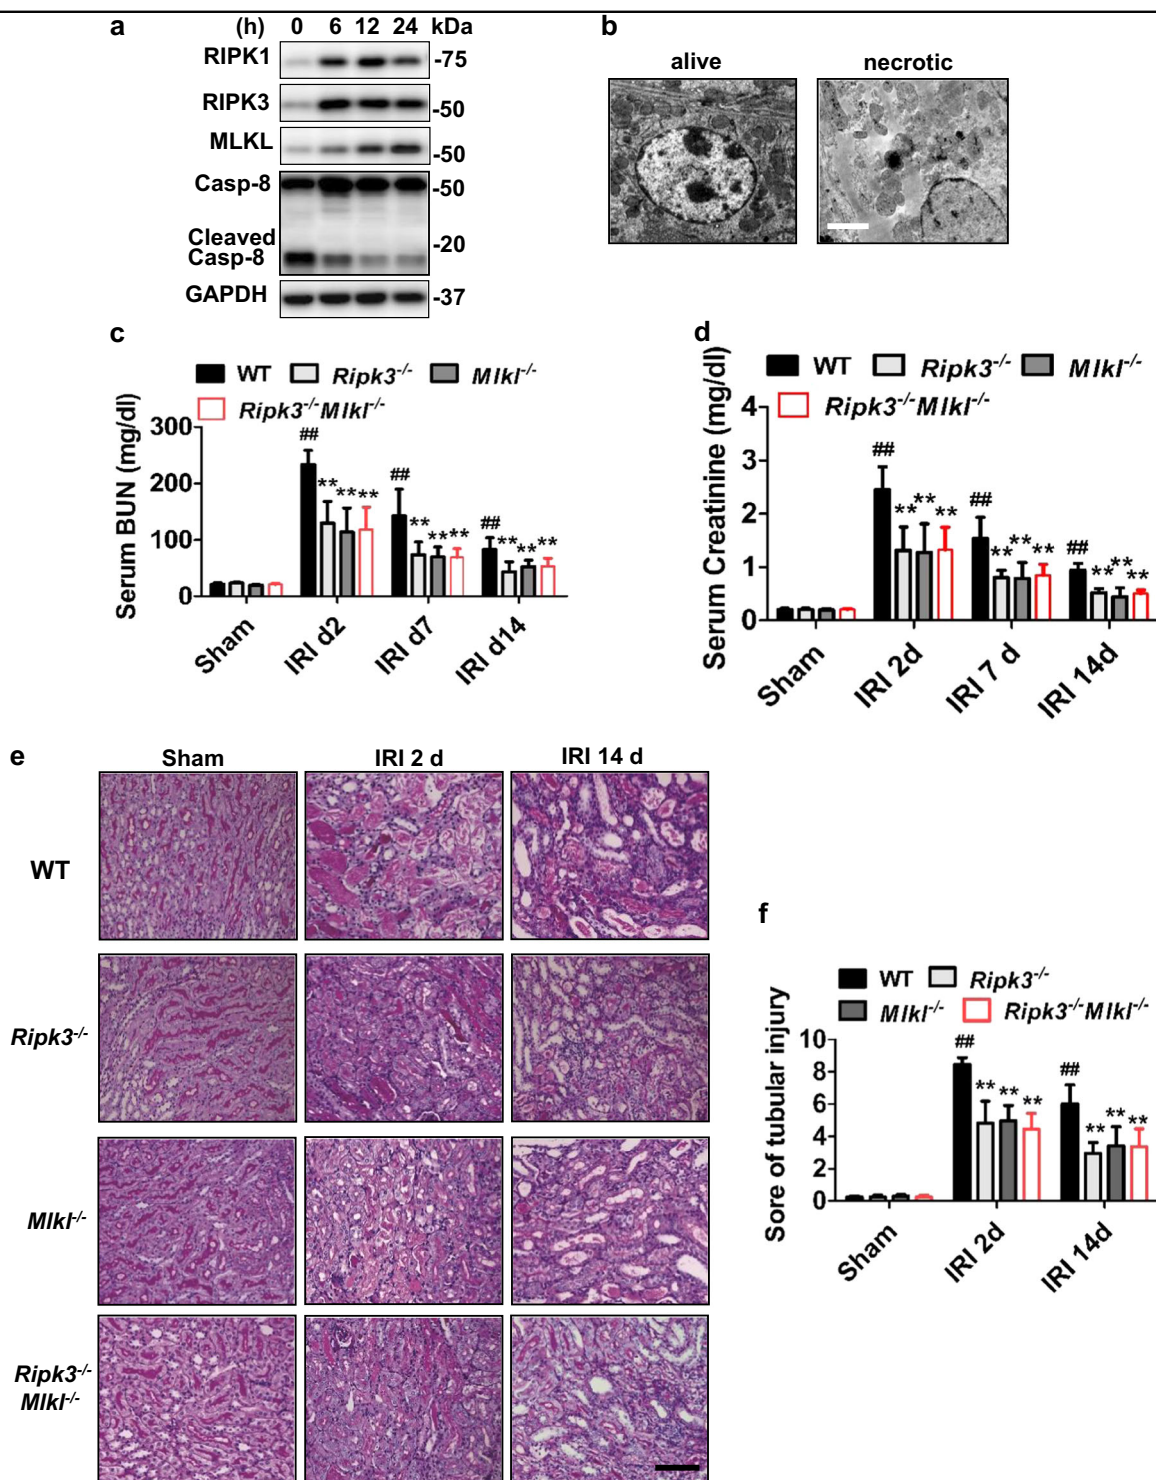 a
(h) 0 6 12 24 kDa
RIPK1 -75
RIPK3 -50
MLKL -50
Casp-8 -50
Cleaved -20
Casp-8
GAPDH -37
b
alive necrotic
c
WT Ripk3-/- Mlkl-/-
Ripk3-/-Mlkl-/-
Serum BUN (mg/dl)
300
200
100
0
##
** ** **
##
** ** **
##
** ** **
Sham IRI d2 IRI d7 IRI d14
d
WT Ripk3-/- Mlkl-/-
Ripk3-/-Mlkl-/-
Serum Creatinine (mg/dl)
4
3
2
1
0
##
** ** **
##
** ** **
##
** ** **
Sham IRI 2d IRI 7 d IRI 14d
e
Sham IRI 2 d IRI 14 d
WT
Ripk3-/-
Mlkl-/-
Ripk3-/-
Mlkl-/-
f
WT Ripk3-/-
Mlkl-/- Ripk3-/-Mlkl-/-
Sore of tubular injury
10
8
6
4
2
0
##
** ** **
##
** ** **
Sham IRI 2d IRI 14d